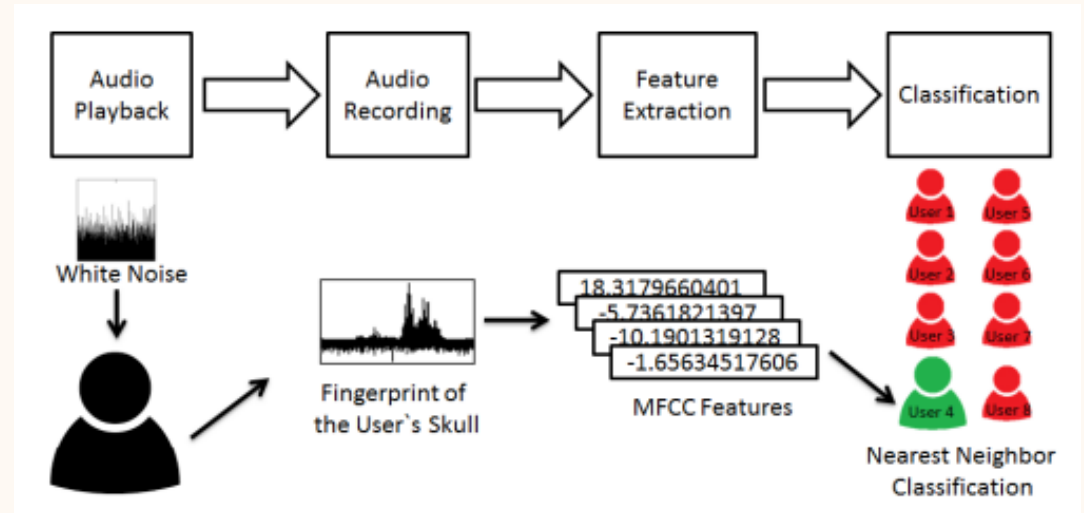 Audio
Playback
Audio
Recording
Feature
Extraction
Classification
White Noise
Fingerprint of
the User`s Skull
18.3179660401
-5.7361821397
-10.1901319128
-1.65634517606
MFCC Features
User 1
User 5
User 2
User 6
User 3
User 7
User 4
User 8
Nearest Neighbor
Classification